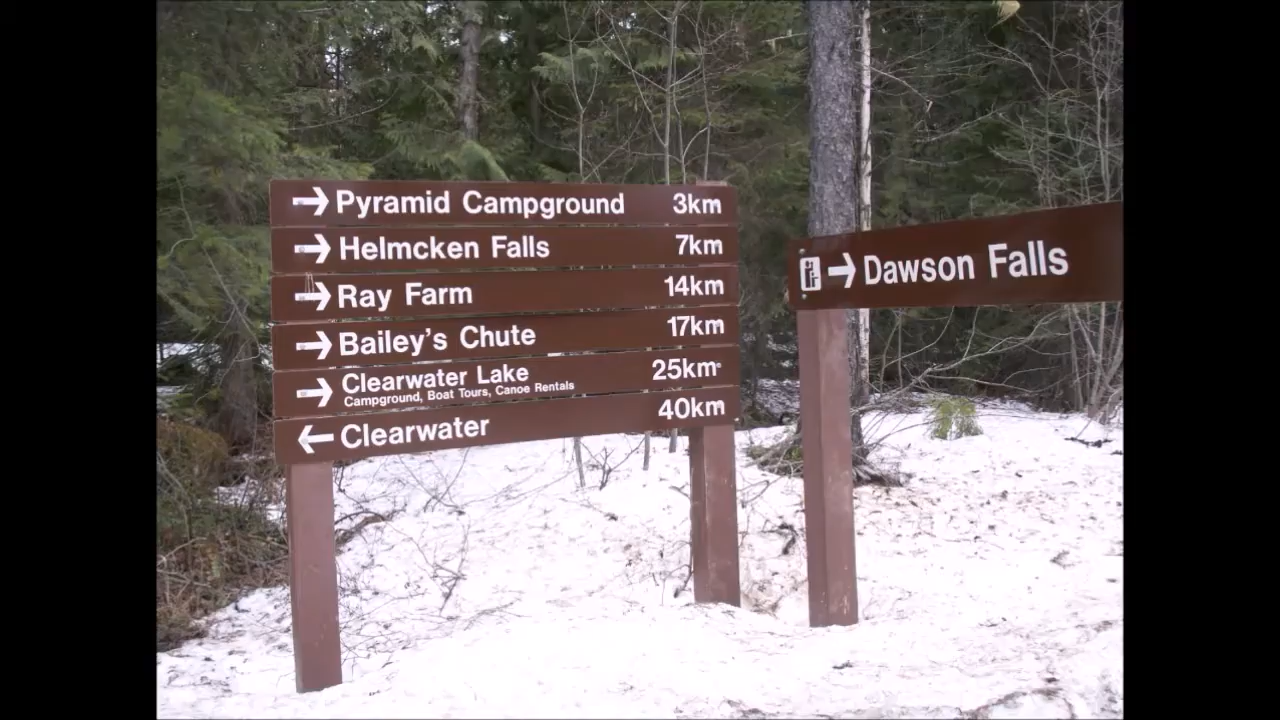 Pyramid Campground 3km
Helmcken Falls 7km
Ray Farm 14km
Bailey's Chute 17km
Clearwater Lake 25km
Campground, Boat Tours, Canoe Rentals
Clearwater 40km
Dawson Falls